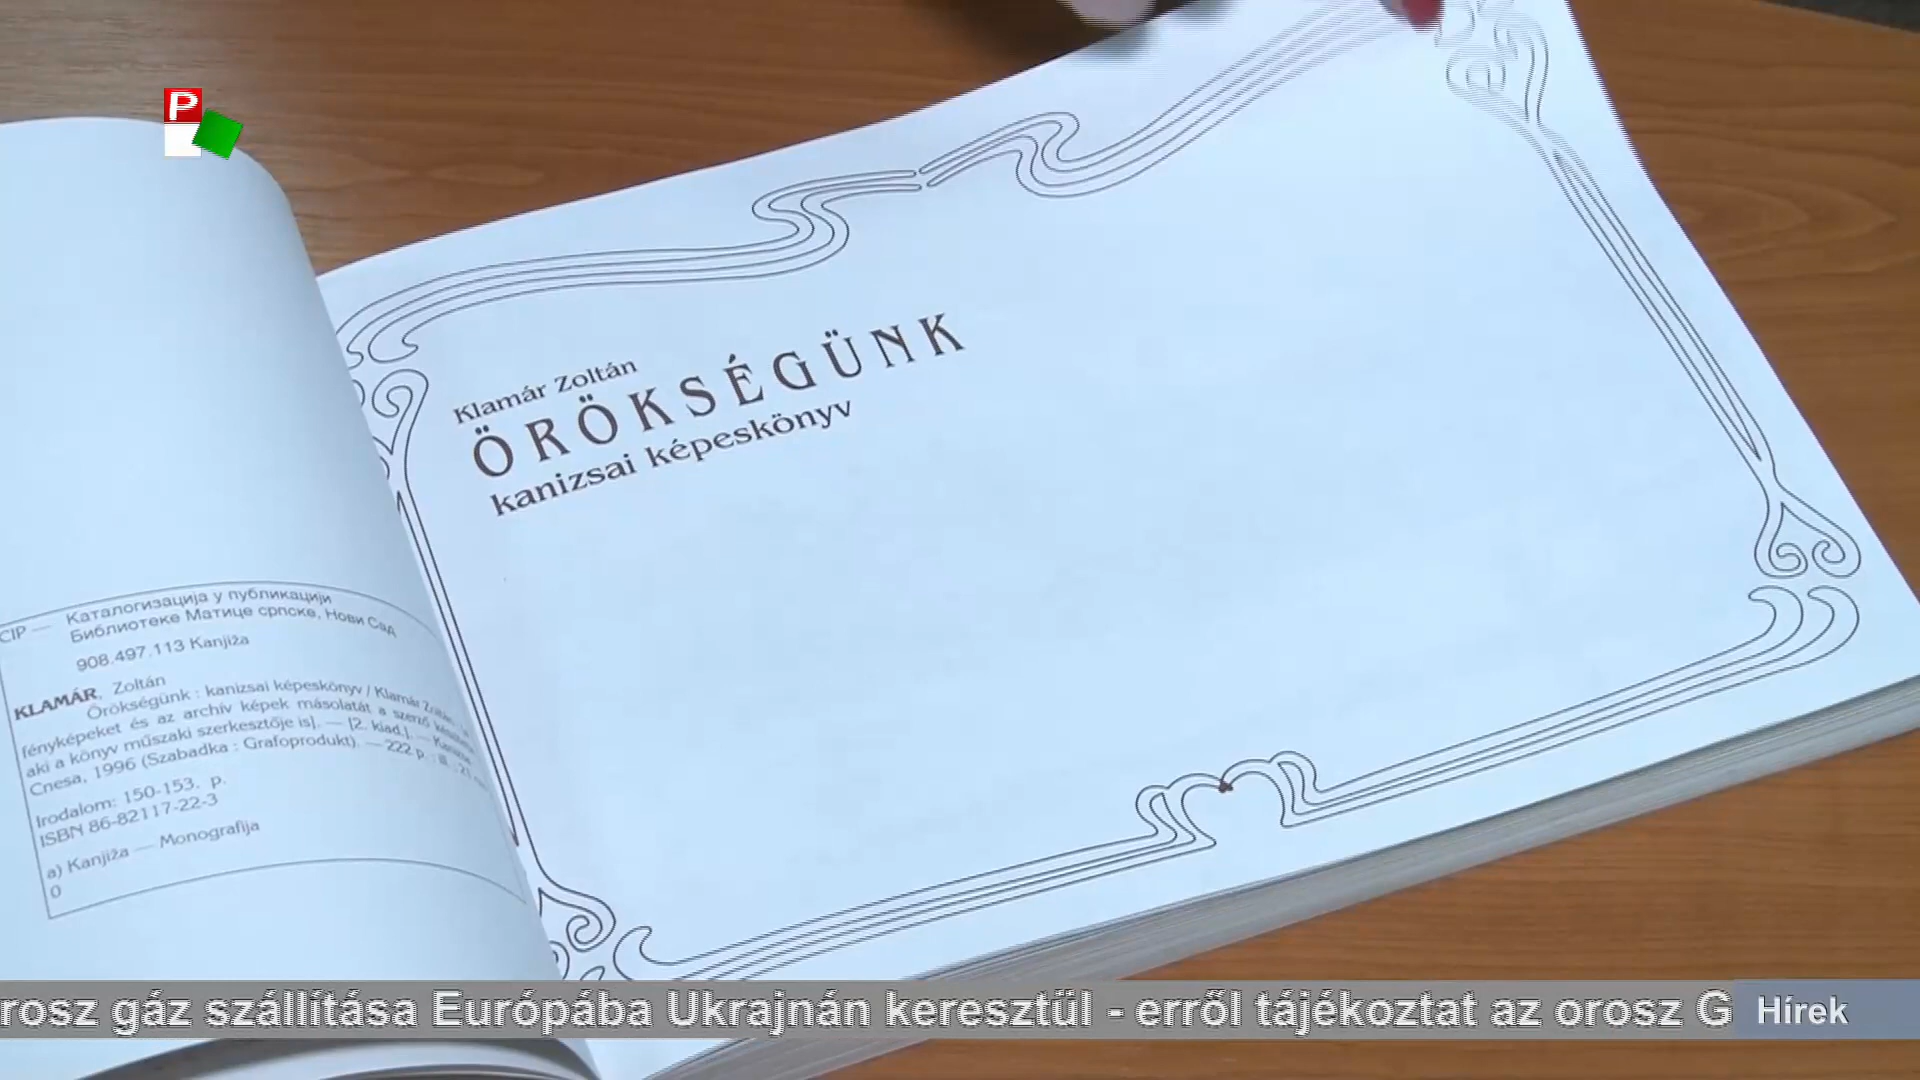 P
Klamár Zoltán
ÖRÖKSÉGÜNK
kanizsai képeskönyv
CIP — Каталогизација у публикацији
Библиотеке Матице српске, Нови Сад
908.497.113 Kanjiža
KLAMÁR, Zoltán
Örökségünk : kanizsai képeskönyv / Klamár Zoltán
fényképeket és az archív képek másolatát a szerző
aki a könyv műszaki szerkesztője is]. — [2. kiad.]. —
Cnesa, 1996 (Szabadka : Grafoprodukt). — 222 p. : ill. ; 21
Irodalom: 150-153. p.
ISBN 86-82117-22-3
a) Kanjiža — Monografija
0
rosz gáz szállítása Európába Ukrajnán keresztül - erről tájékoztat az orosz G
Hírek